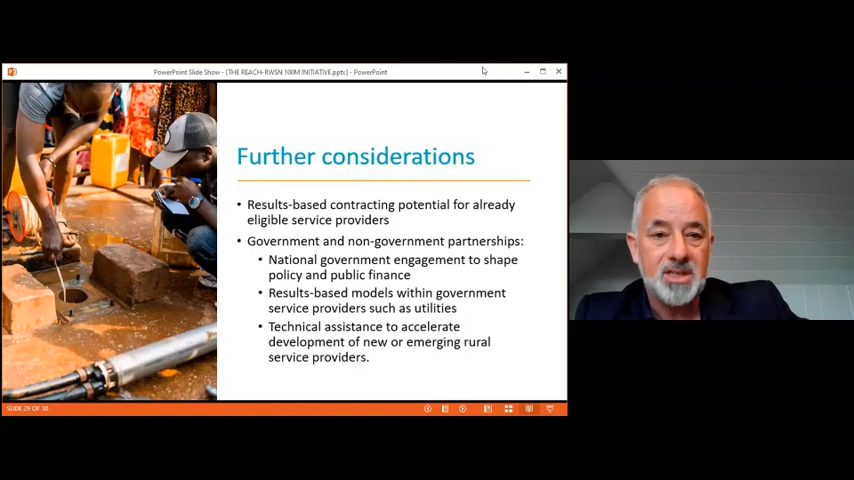 PowerPoint Slide Show - [THE REACH-RWSN 100M INITIATIVE.pptx] - PowerPoint
Further considerations
• Results-based contracting potential for already
eligible service providers
• Government and non-government partnerships:
• National government engagement to shape
policy and public finance
• Results-based models within government
service providers such as utilities
• Technical assistance to accelerate
development of new or emerging rural
service providers.
SLIDE 29 OF 30